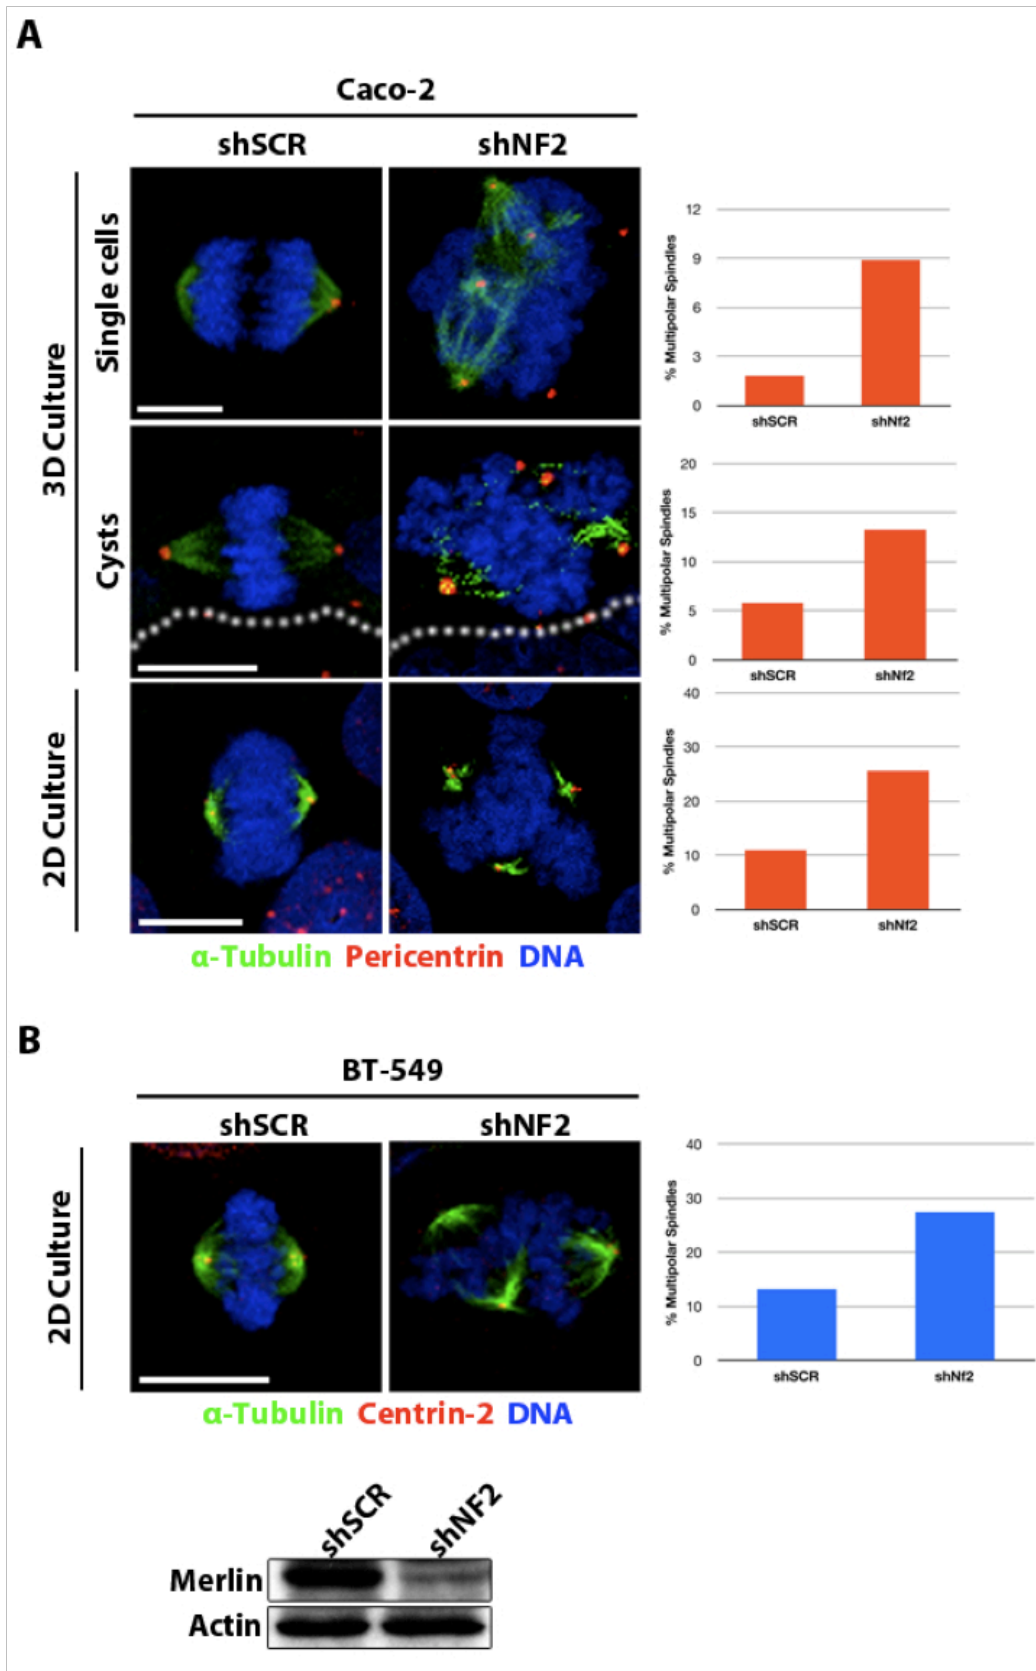 A
Caco-2
shSCR shNF2
3D Culture
Single cells
12
9
6
3
0
% Multipolar Spindles
shSCR shNf2
Cysts
20
15
10
5
0
% Multipolar Spindles
shSCR shNf2
2D Culture
40
30
20
10
0
% Multipolar Spindles
shSCR shNf2
α-Tubulin Pericentrin DNA
B
BT-549
shSCR shNF2
2D Culture
40
30
20
10
0
% Multipolar Spindles
shSCR shNf2
α-Tubulin Centrin-2 DNA
shSCR shNF2
Merlin
Actin